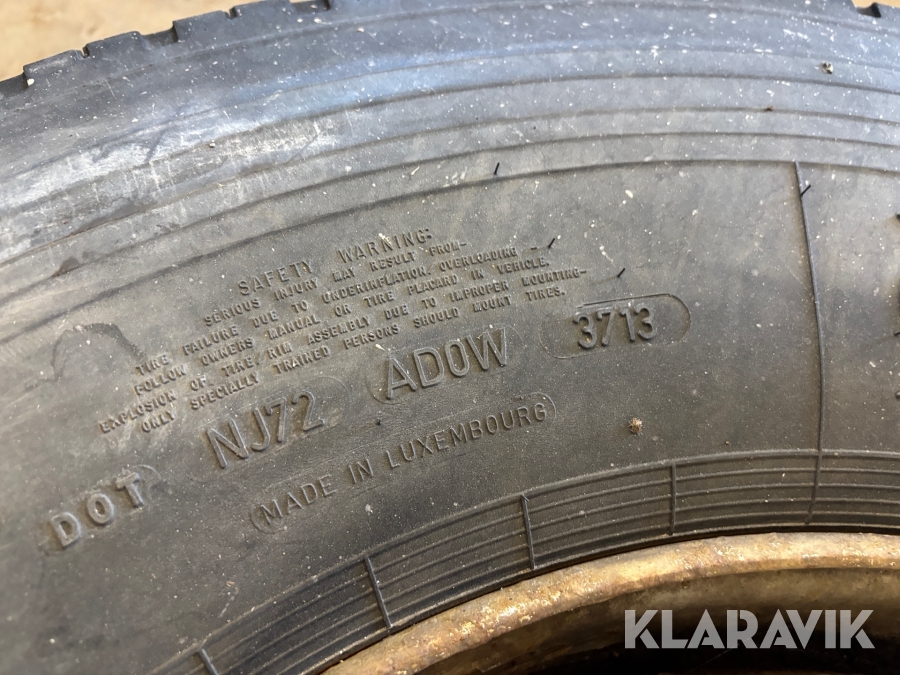 SAFETY WARNING:
SERIOUS INJURY MAY RESULT FROM-
TIRE FAILURE DUE TO UNDERINFLATION. OVERLOADING -
FOLLOW OWNERS MANUAL OR TIRE PLACARD IN VEHICLE.
EXPLOSION OF TIRE/RIM ASSEMBLY DUE TO IMPROPER MOUNTING-
ONLY SPECIALLY TRAINED PERSONS SHOULD MOUNT TIRES.
DOT NJ72 AD0W 3713
MADE IN LUXEMBOURG
KLARAVIK